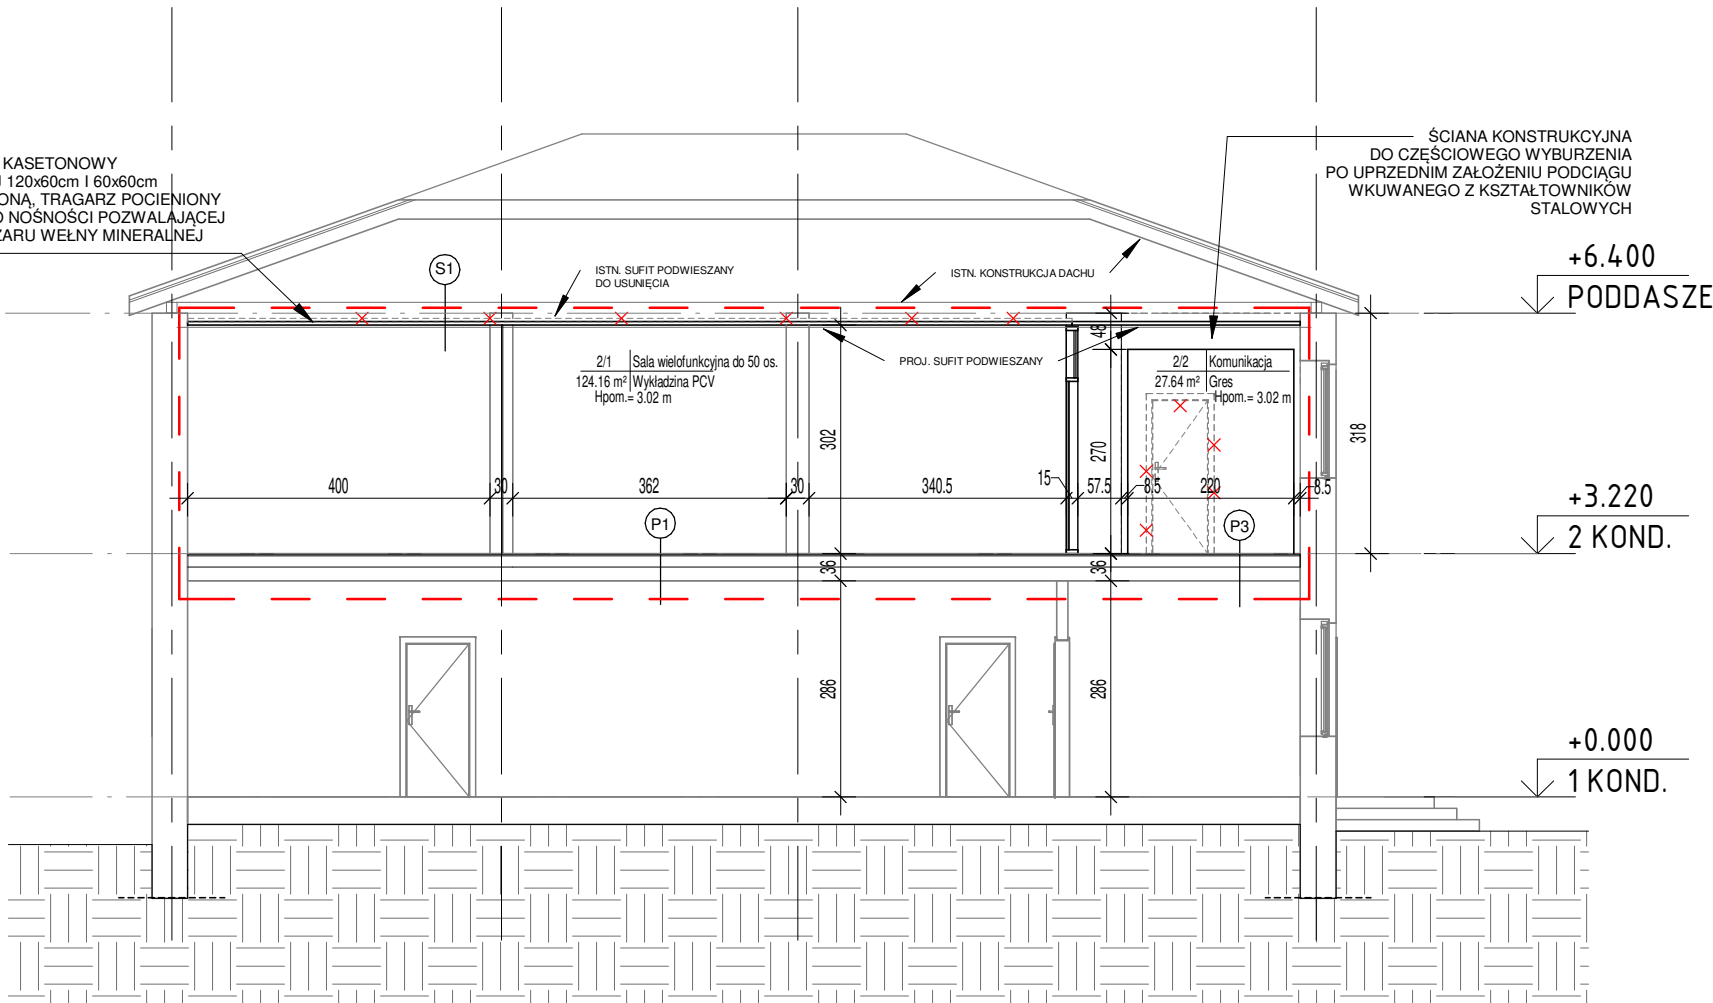 KASETONOWY
120x60cm I 60x60cm
TRAGARZ POCIENIONY
NOŚNOŚCI POZWALAJĄCEJ
WEŁNY MINERALNEJ
ŚCIANA KONSTRUKCYJNA
DO CZĘŚCIOWEGO WYBURZENIA
PO UPRZEDNIM ZAŁOŻENIU PODCIĄGU
WKUWANEGO Z KSZTAŁTOWNIKÓW
STALOWYCH
+6.400
PODDASZE
S1
ISTN. SUFIT PODWIESZANY
DO USUNIĘCIA
ISTN. KONSTRUKCJA DACHU
48
PROJ. SUFIT PODWIESZANY
2/1 Sala wielofunkcyjna do 50 os.
124.16 m² Wykładzina PCV
Hpom.= 3.02 m
2/2 Komunikacja
27.64 m² Gres
Hpom.= 3.02 m
302
270
318
400
30
362
30
340.5
15
57.5
8.5
220
8.5
+3.220
2 KOND.
P1
P3
36
36
286
286
+0.000
1 KOND.